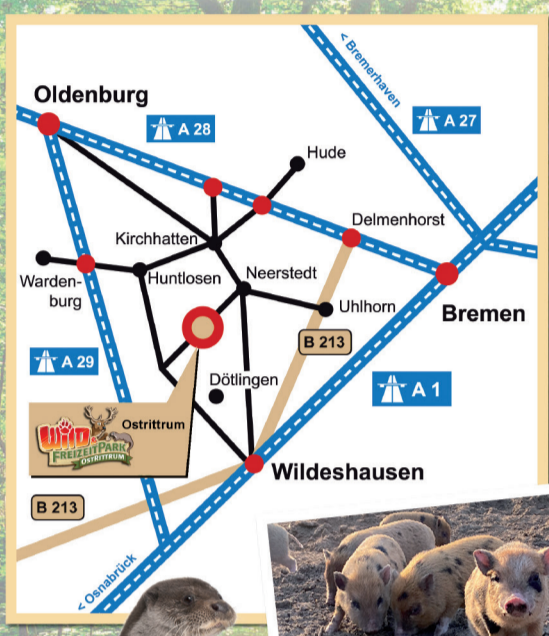 < Bremerhaven
Oldenburg
A 28
A 27
Hude
Delmenhorst
Kirchhatten
Warden-
burg
Huntlosen
Neerstedt
Uhlhorn
Bremen
B 213
A 29
A 1
Dötlingen
Ostrittrum
Wild-
FREIZEITPARK
OSTRITTRUM
Wildeshausen
B 213
< Osnabrück